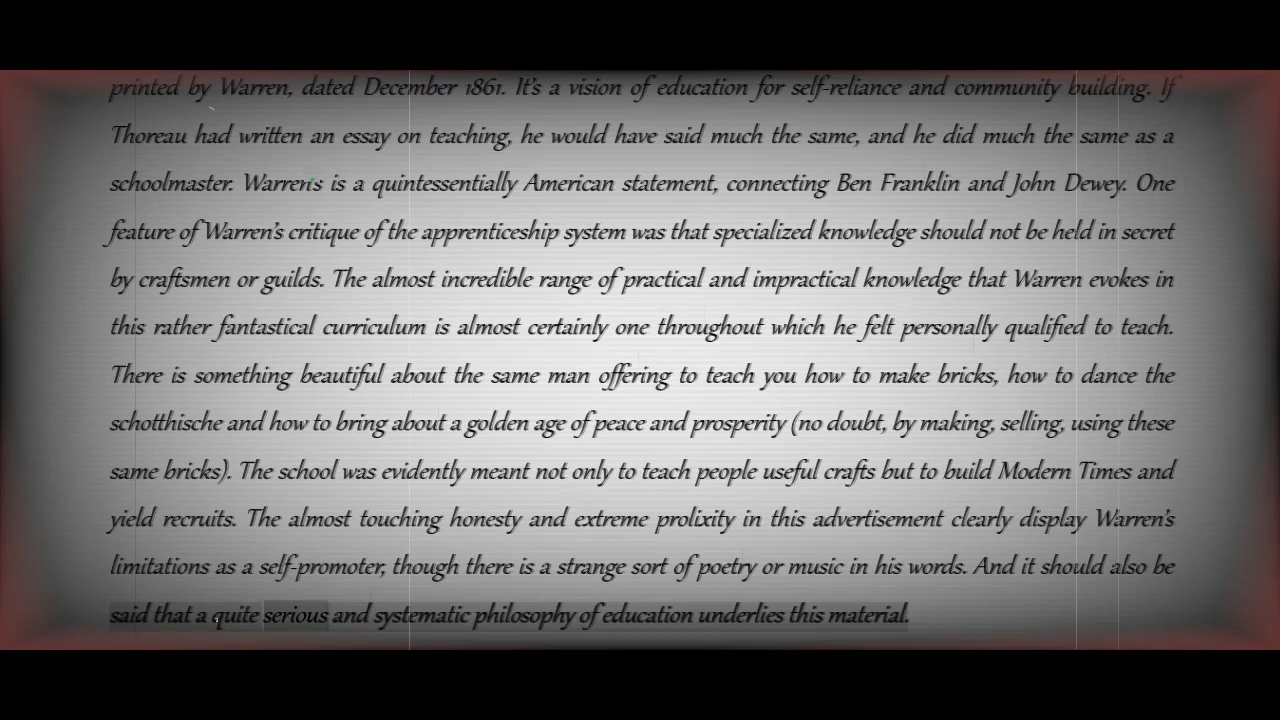 printed by Warren, dated December 1861. It's a vision of education for self-reliance and community building. If
Thoreau had written an essay on teaching, he would have said much the same, and he did much the same as a
schoolmaster. Warren's is a quintessentially American statement, connecting Ben Franklin and John Dewey. One
feature of Warren's critique of the apprenticeship system was that specialized knowledge should not be held in secret
by craftsmen or guilds. The almost incredible range of practical and impractical knowledge that Warren evokes in
this rather fantastical curriculum is almost certainly one throughout which he felt personally qualified to teach.
There is something beautiful about the same man offering to teach you how to make bricks, how to dance the
schotthische and how to bring about a golden age of peace and prosperity (no doubt, by making, selling, using these
same bricks). The school was evidently meant not only to teach people useful crafts but to build Modern Times and
yield recruits. The almost touching honesty and extreme prolixity in this advertisement clearly display Warren's
limitations as a self-promoter, though there is a strange sort of poetry or music in his words. And it should also be
said that a quite serious and systematic philosophy of education underlies this material.